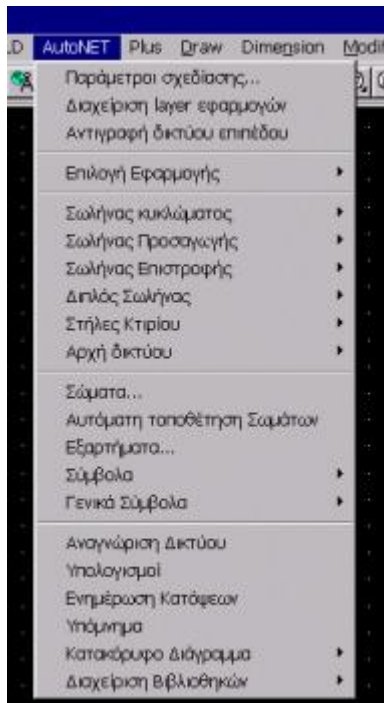 AutoNET Plus Draw Dimension
Παράμετροι σχεδίασης...
Διαχείριση layer εφαρμογών
Αντιγραφή δικτύου επιπέδου
Επιλογή Εφαρμογής
Σωλήνας κυκλώματος
Σωλήνας Προσαγωγής
Σωλήνας Επιστροφής
Διπλός Σωλήνας
Στήλες Κτιρίου
Αρχή δικτύου
Σώματα...
Αυτόματη τοποθέτηση Σωμάτων
Εξαρτήματα...
Σύμβολα
Γενικά Σύμβολα
Αναγνώριση Δικτύου
Υπολογισμοί
Ενημέρωση Κατόψεων
Υπόμνημα
Κατακόρυφο Διάγραμμα
Διαχείριση Βιβλιοθηκών